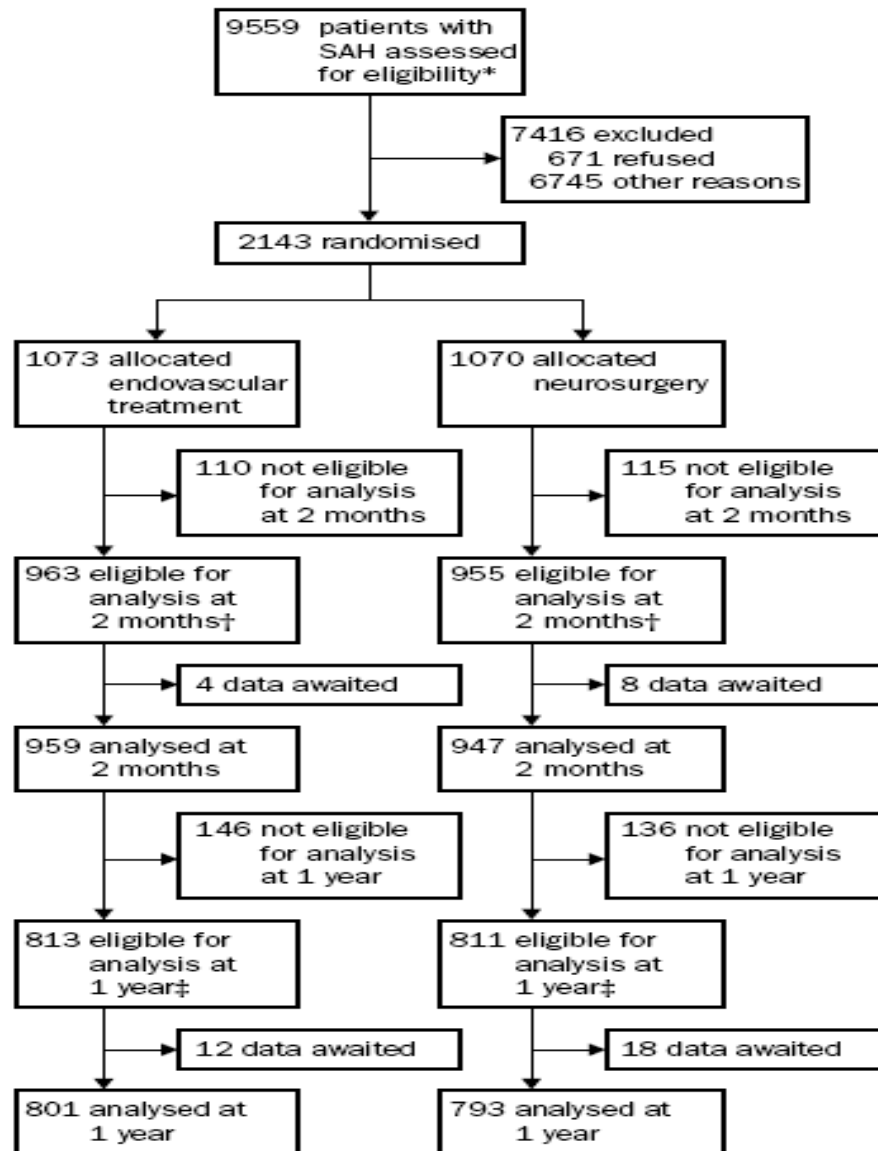 9559 patients with
SAH assessed
for eligibility*
7416 excluded
671 refused
6745 other reasons
2143 randomised
1073 allocated
endovascular
treatment
1070 allocated
neurosurgery
110 not eligible
for analysis
at 2 months
115 not eligible
for analysis
at 2 months
963 eligible for
analysis at
2 months†
955 eligible for
analysis at
2 months†
4 data awaited
8 data awaited
959 analysed at
2 months
947 analysed at
2 months
146 not eligible
for analysis
at 1 year
136 not eligible
for analysis
at 1 year
813 eligible for
analysis at
1 year‡
811 eligible for
analysis at
1 year‡
12 data awaited
18 data awaited
801 analysed at
1 year
793 analysed at
1 year